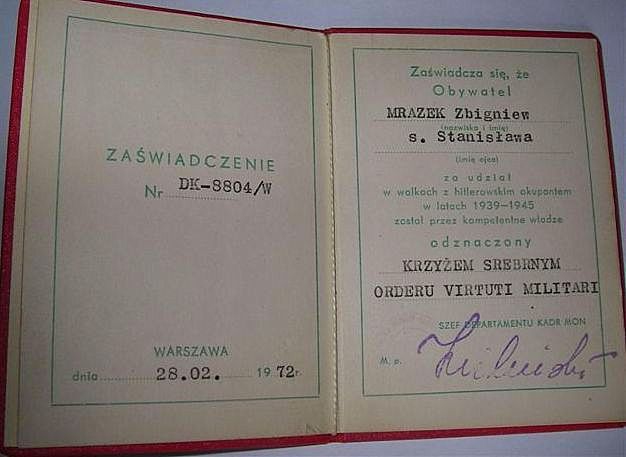 ZAŚWIADCZENIE
Nr DK-8804/W
WARSZAWA
dnia 28.02. 1972r.
Zaświadcza się, że
Obywatel
MRAZEK Zbigniew
(nazwisko i imię)
s. Stanisława
(imię ojca)
za udział
w walkach z hitlerowskim okupantem
w latach 1939-1945
został przez kompetentne władze
odznaczony
KRZYŻEM SREBRNYM
ORDERU VIRTUTI MILITARI
SZEF DEPARTAMENTU KADR MON
M. p.